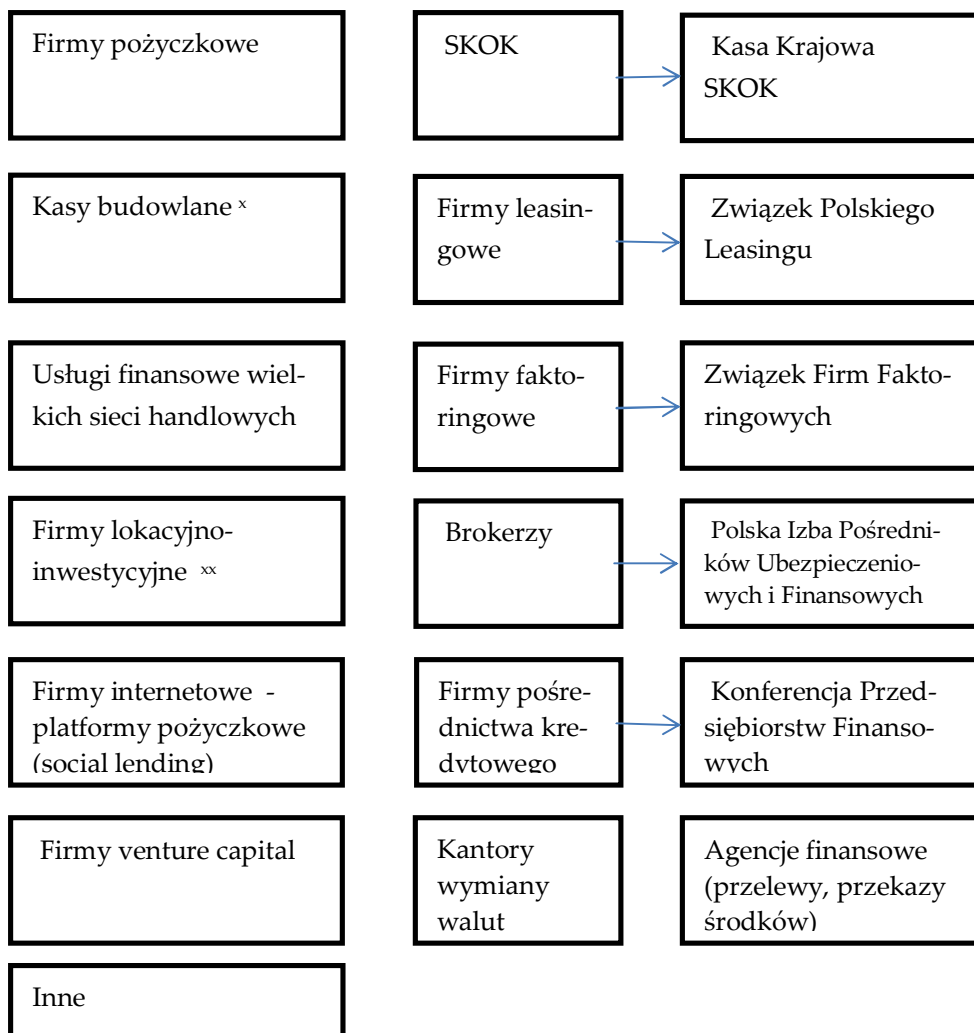 Firmy pożyczkowe
SKOK
Kasa Krajowa
SKOK
Kasy budowlane x
Firmy leasin-
gowe
Związek Polskiego
Leasingu
Usługi finansowe wiel-
kich sieci handlowych
Firmy fakto-
ringowe
Związek Firm Fakto-
ringowych
Firmy lokacyjno-
inwestycyjne xx
Brokerzy
Polska Izba Pośredni-
ków Ubezpieczenio-
wych i Finansowych
Firmy internetowe -
platformy pożyczkowe
(social lending)
Firmy pośre-
dnictwa kre-
dytowego
Konferencja Przed-
siębiorstw Finanso-
wych
Firmy venture capital
Kantory
wymiany
walut
Agencje finansowe
(przelewy, przekazy
środków)
Inne